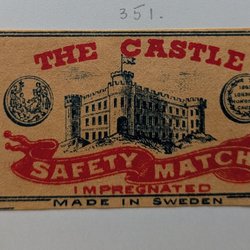 351.
THE CASTLE
SAFETY MATCH
IMPREGNATED
MADE IN SWEDEN